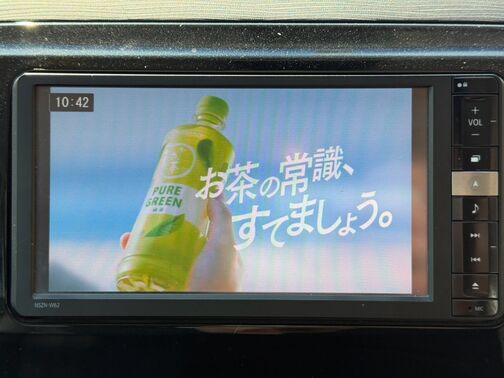 10:42
お茶の常識、
すてましょう。
PURE
GREEN
+
VOL
−
A
NSZN-W62
MIC